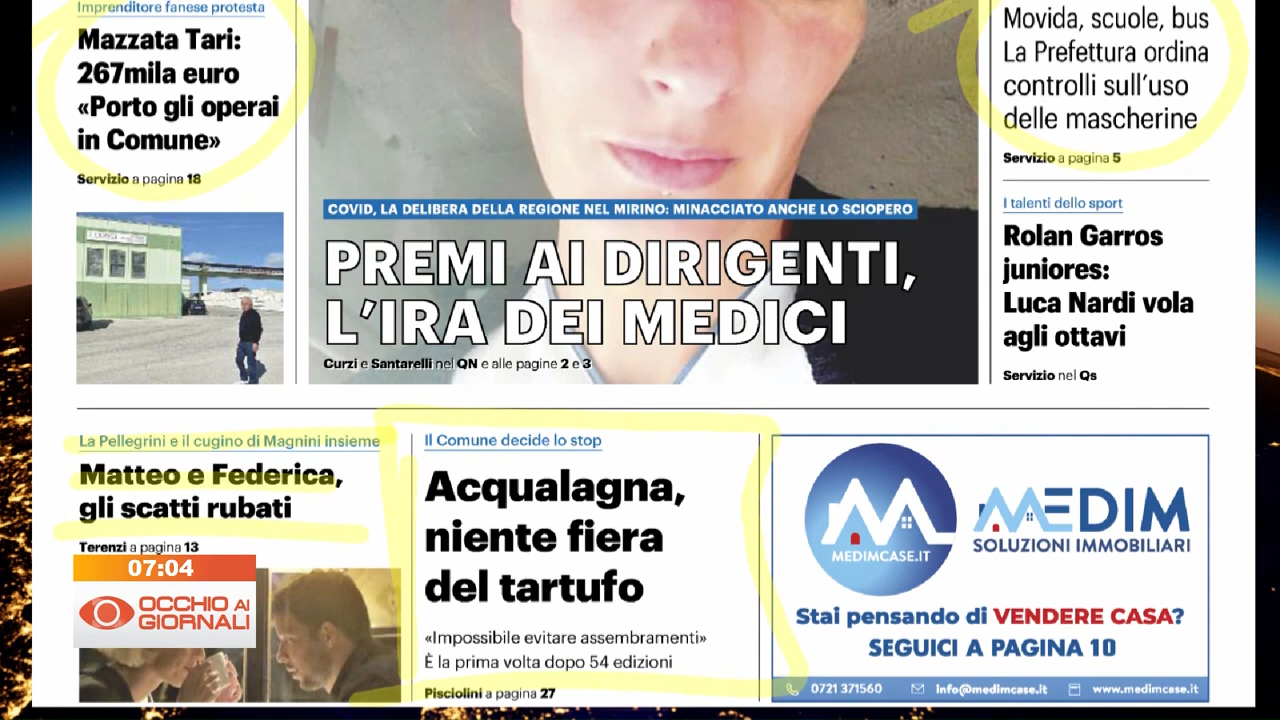 Imprenditore fanese protesta
Mazzata Tari:
267mila euro
«Porto gli operai
in Comune»
Servizio a pagina 18
COVID, LA DELIBERA DELLA REGIONE NEL MIRINO: MINACCIATO ANCHE LO SCIOPERO
PREMI AI DIRIGENTI,
L'IRA DEI MEDICI
Curzi e Santarelli nel QN e alle pagine 2 e 3
Movida, scuole, bus
La Prefettura ordina
controlli sull'uso
delle mascherine
Servizio a pagina 5
I talenti dello sport
Rolan Garros
juniores:
Luca Nardi vola
agli ottavi
Servizio nel Qs
La Pellegrini e il cugino di Magnini insieme
Matteo e Federica,
gli scatti rubati
Terenzi a pagina 13
07:04
OCCHIO AI
GIORNALI
Il Comune decide lo stop
Acqualagna,
niente fiera
del tartufo
«Impossibile evitare assembramenti»
È la prima volta dopo 54 edizioni
Pisciolini a pagina 27
MEDIMCASE.IT
MEDIM
SOLUZIONI IMMOBILIARI
Stai pensando di VENDERE CASA?
SEGUICI A PAGINA 10
0721 371560 info@medimcase.it www.medimcase.it